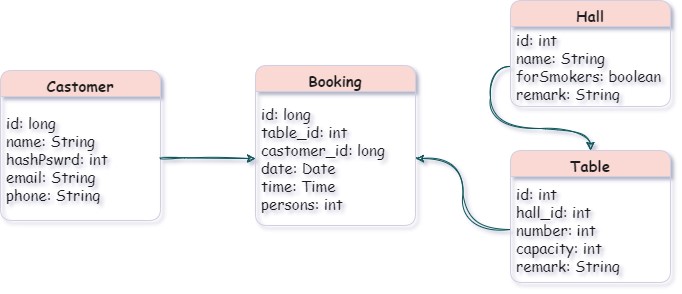 Castomer
id: long
name: String
hashPswrd: int
email: String
phone: String
Booking
id: long
table_id: int
castomer_id: long
date: Date
time: Time
persons: int
Hall
id: int
name: String
forSmokers: boolean
remark: String
Table
id: int
hall_id: int
number: int
capacity: int
remark: String